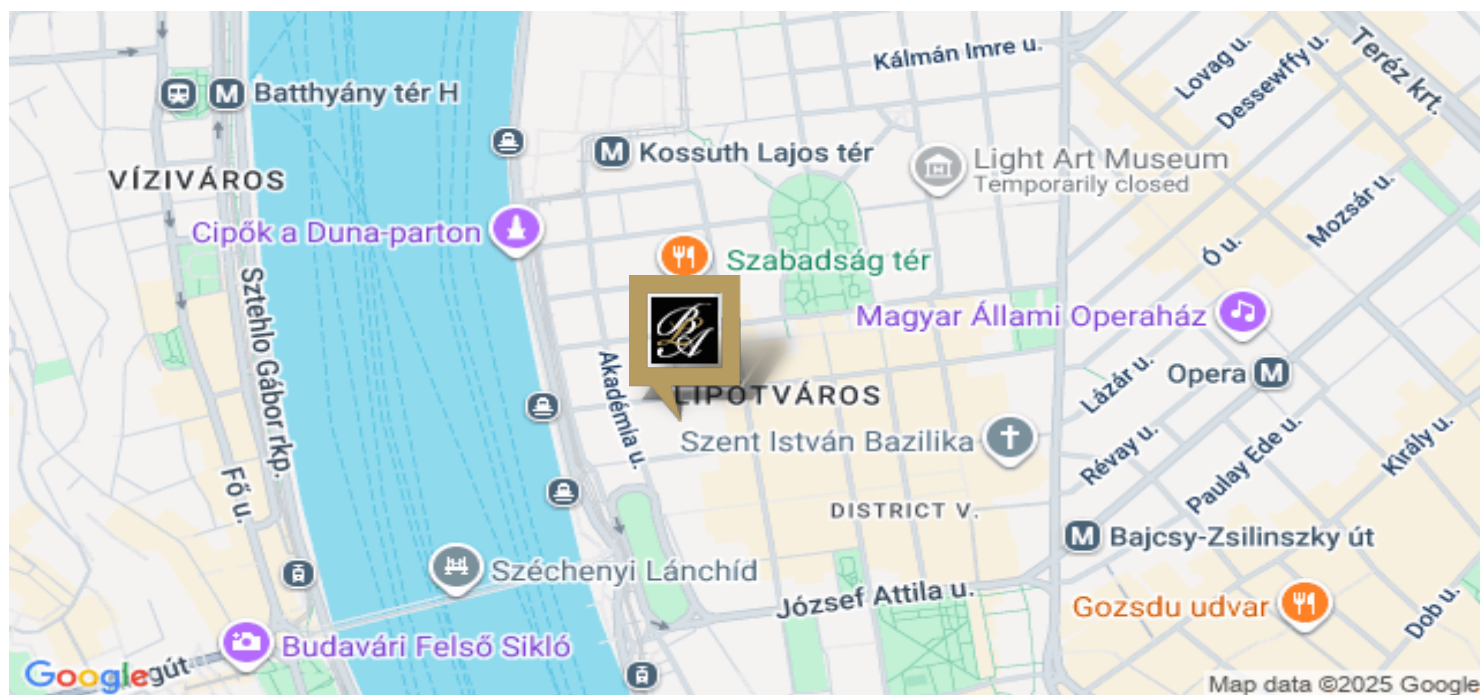 Kálmán Imre u.
Lovag u.
Dessewffy u.
Teréz krt.
M Batthyány tér H
M Kossuth Lajos tér
Light Art Museum
Temporarily closed
VÍZIVÁROS
Cipők a Duna-parton
Mozsár u.
Ó u.
Szabadság tér
Magyar Állami Operaház
Sztehlo Gábor rkp.
BLA
Akadémia u.
LIPÓTVÁROS
Lázár u.
Opera M
Szent István Bazilika
Révay u.
Paulay Ede u.
Király u.
Fő u.
DISTRICT V.
M Bajcsy-Zsilinszky út
Széchenyi Lánchíd
József Attila u.
Gozsdu udvar
Dob u.
Budavári Felső Sikló
Google
gút
Map data ©2025 Google